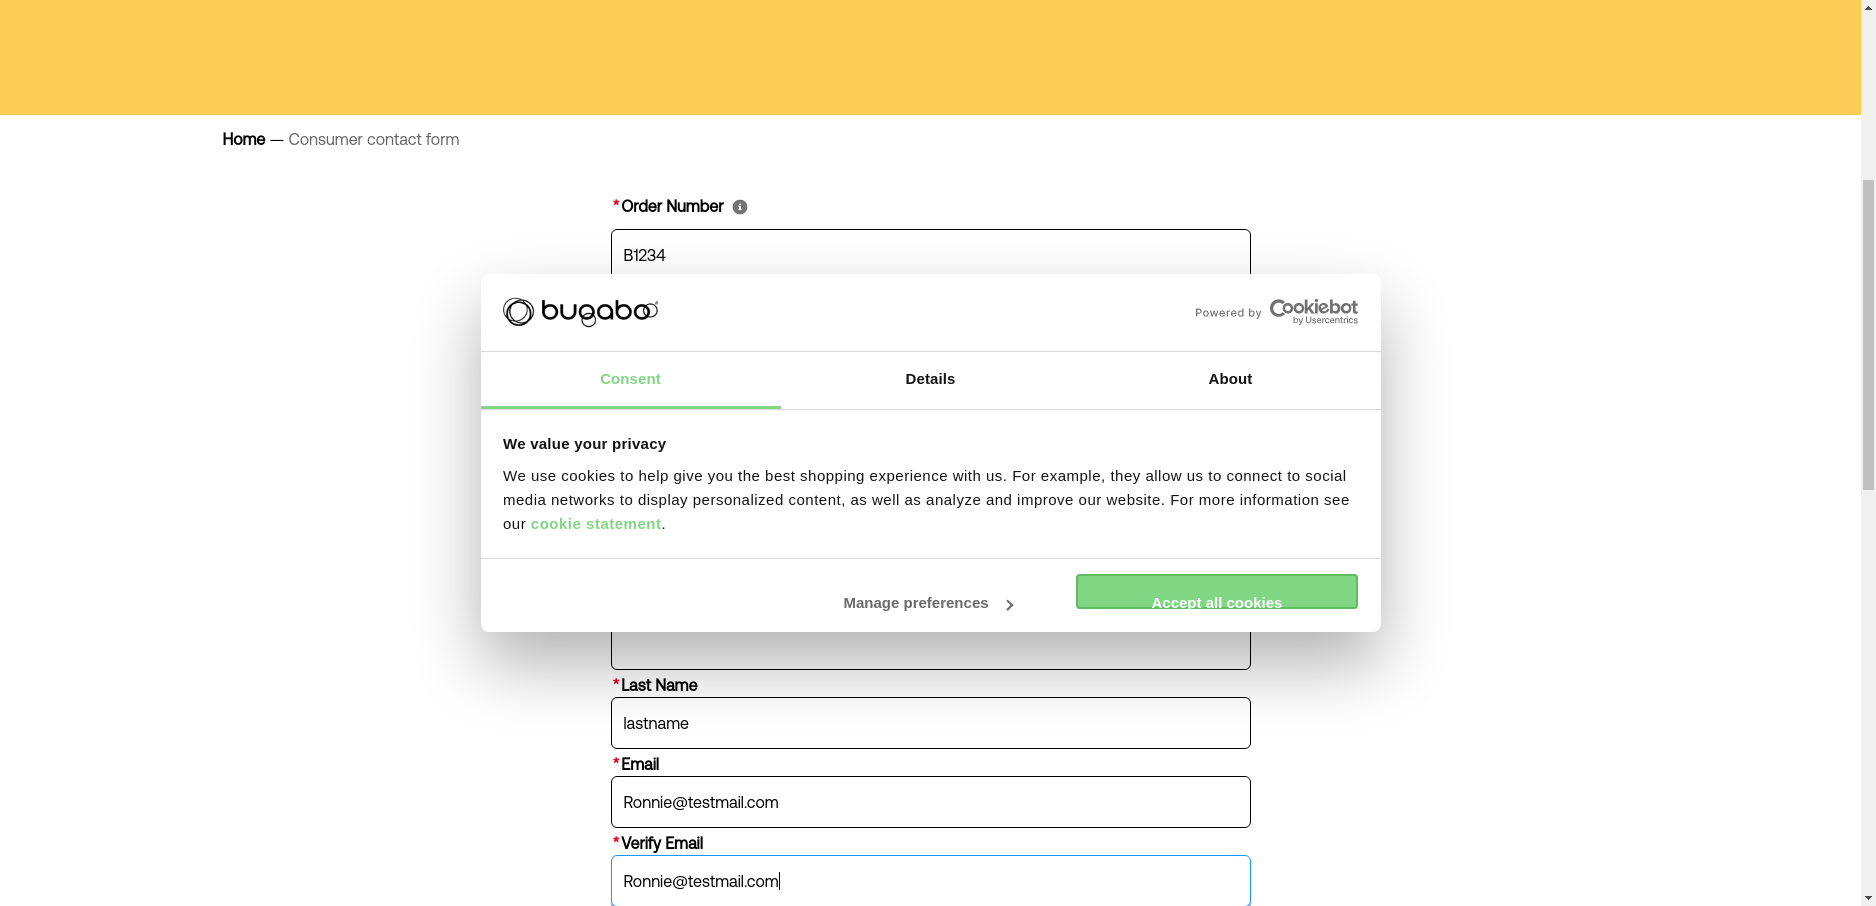 Home — Consumer contact form
*Order Number
B1234
bugaboo
Powered by Cookiebot
by Usercentrics
Consent Details About
We value your privacy
We use cookies to help give you the best shopping experience with us. For example, they allow us to connect to social
media networks to display personalized content, as well as analyze and improve our website. For more information see
our cookie statement.
Manage preferences
Accept all cookies
*Last Name
lastname
*Email
Ronnie@testmail.com
*Verify Email
Ronnie@testmail.com